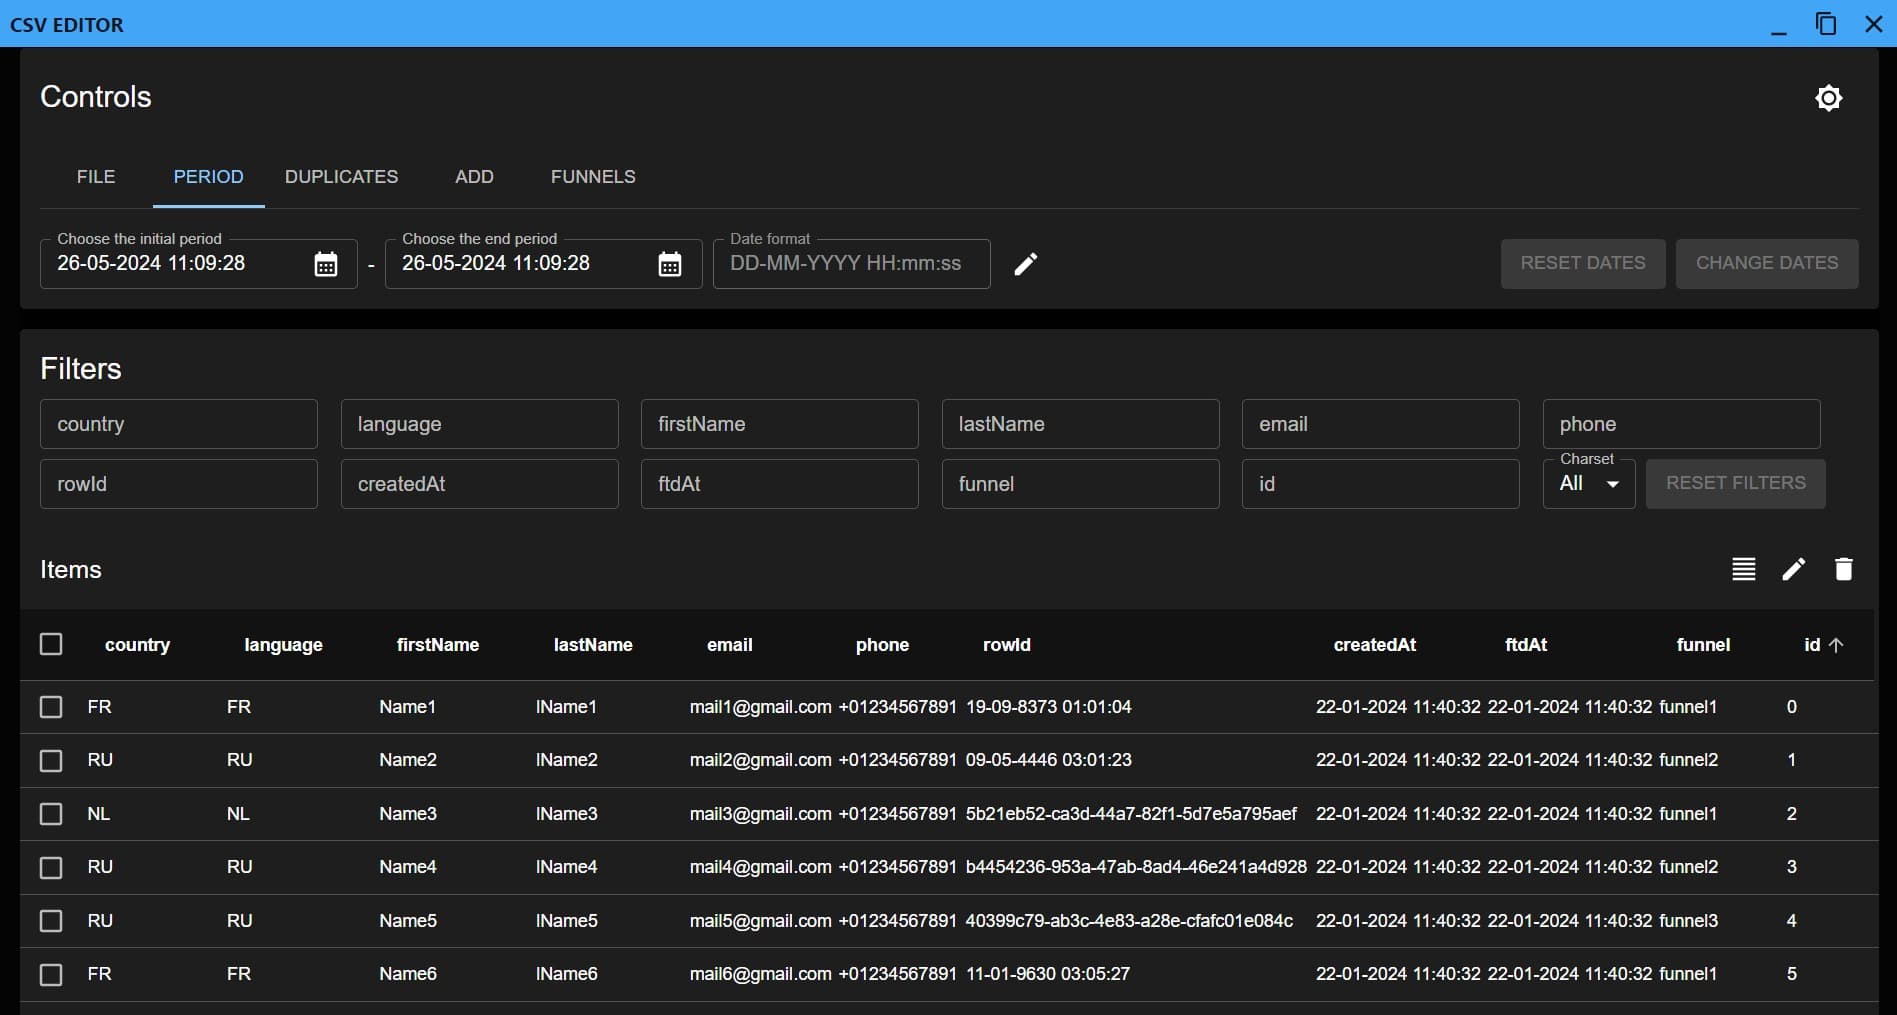 CSV EDITOR
Controls
FILE PERIOD DUPLICATES ADD FUNNELS
Choose the initial period Choose the end period Date format
26-05-2024 11:09:28 - 26-05-2024 11:09:28 DD-MM-YYYY HH:mm:ss RESET DATES CHANGE DATES
Filters
country language firstName lastName email phone
Charset
rowId createdAt ftdAt funnel id All RESET FILTERS
Items
country language firstName lastName email phone rowId createdAt ftdAt funnel id
FR FR Name1 lName1 mail1@gmail.com +01234567891 19-09-8373 01:01:04 22-01-2024 11:40:32 22-01-2024 11:40:32 funnel1 0
RU RU Name2 lName2 mail2@gmail.com +01234567891 09-05-4446 03:01:23 22-01-2024 11:40:32 22-01-2024 11:40:32 funnel2 1
NL NL Name3 lName3 mail3@gmail.com +01234567891 5b21eb52-ca3d-44a7-82f1-5d7e5a795aef 22-01-2024 11:40:32 22-01-2024 11:40:32 funnel1 2
RU RU Name4 lName4 mail4@gmail.com +01234567891 b4454236-953a-47ab-8ad4-46e241a4d928 22-01-2024 11:40:32 22-01-2024 11:40:32 funnel2 3
RU RU Name5 lName5 mail5@gmail.com +01234567891 40399c79-ab3c-4e83-a28e-cfafc01e084c 22-01-2024 11:40:32 22-01-2024 11:40:32 funnel3 4
FR FR Name6 lName6 mail6@gmail.com +01234567891 11-01-9630 03:05:27 22-01-2024 11:40:32 22-01-2024 11:40:32 funnel1 5